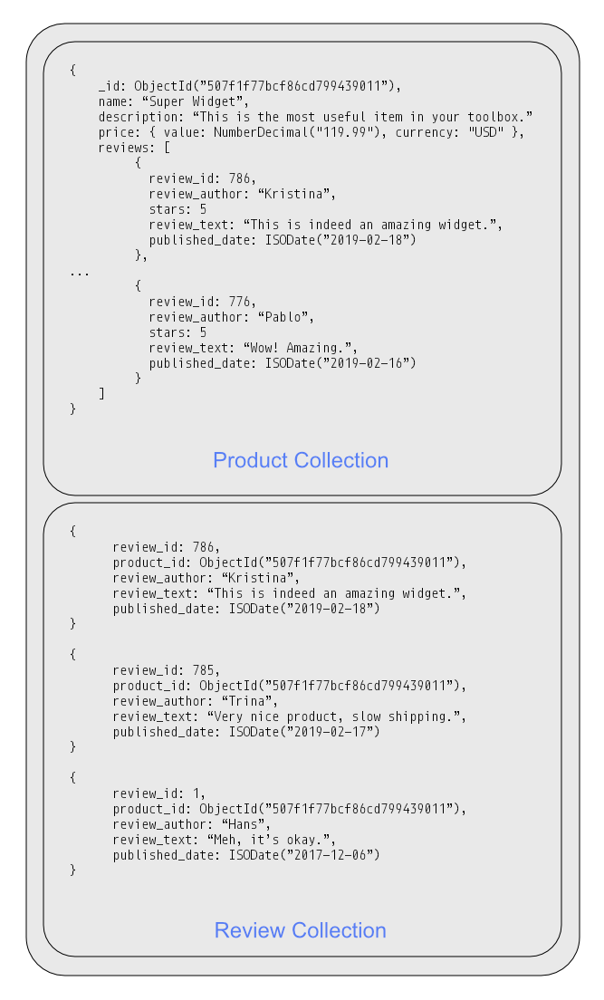 {
    _id: ObjectId(”507f1f77bcf86cd799439011”),
    name: “Super Widget”,
    description: “This is the most useful item in your toolbox.”
    price: { value: NumberDecimal("119.99"), currency: "USD" },
    reviews: [
         {
           review_id: 786,
           review_author: “Kristina”,
           stars: 5
           review_text: “This is indeed an amazing widget.”,
           published_date: ISODate(”2019-02-18”)
         },
...
         {
           review_id: 776,
           review_author: “Pablo”,
           stars: 5
           review_text: “Wow! Amazing.”,
           published_date: ISODate(”2019-02-16”)
         }
    ]
}
Product Collection
{
      review_id: 786,
      product_id: ObjectId(”507f1f77bcf86cd799439011”),
      review_author: “Kristina”,
      review_text: “This is indeed an amazing widget.”,
      published_date: ISODate(”2019-02-18”)
}
{
      review_id: 785,
      product_id: ObjectId(”507f1f77bcf86cd799439011”),
      review_author: “Trina”,
      review_text: “Very nice product, slow shipping.”,
      published_date: ISODate(”2019-02-17”)
}
{
      review_id: 1,
      product_id: ObjectId(”507f1f77bcf86cd799439011”),
      review_author: “Hans”,
      review_text: “Meh, it’s okay.”,
      published_date: ISODate(”2017-12-06”)
}
Review Collection